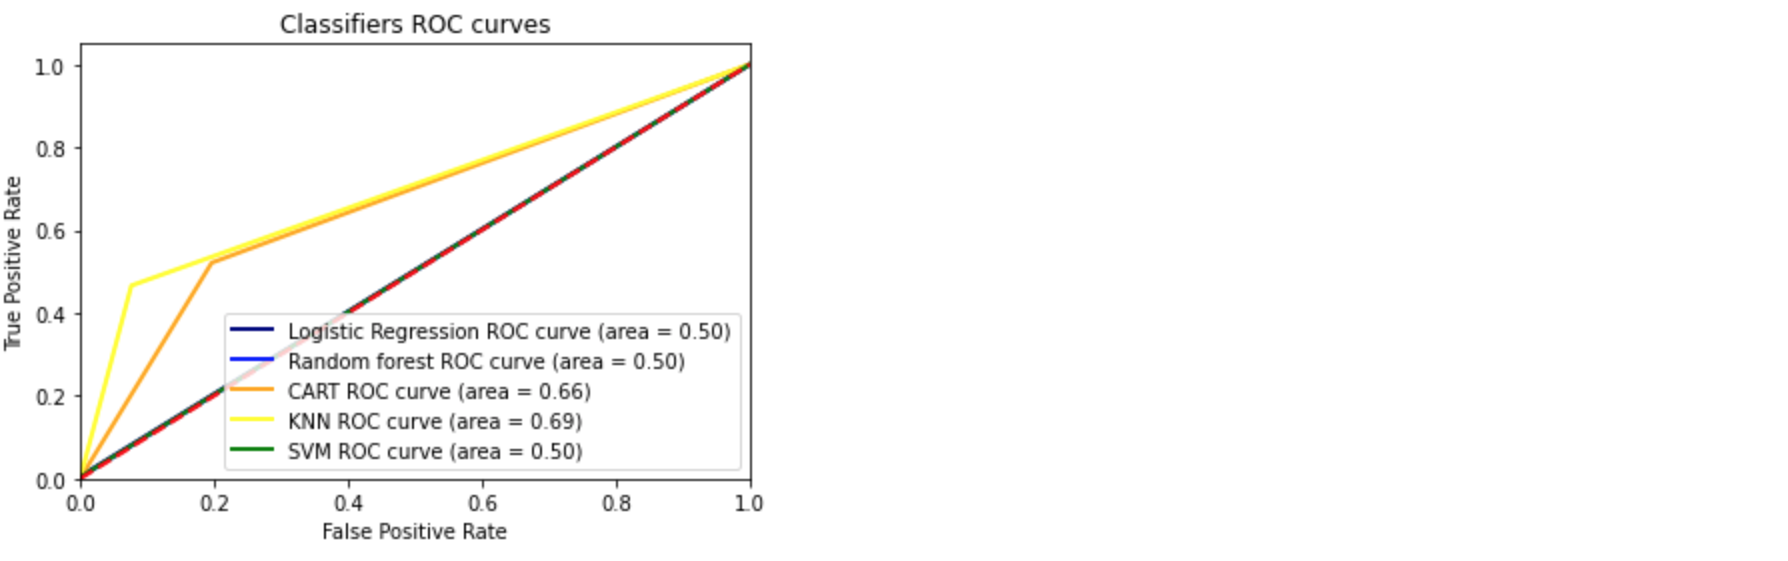 Classifiers ROC curves
1.0
0.8
0.6
0.4
0.2
0.0
True Positive Rate
Logistic Regression ROC curve (area = 0.50)
Random forest ROC curve (area = 0.50)
CART ROC curve (area = 0.66)
KNN ROC curve (area = 0.69)
SVM ROC curve (area = 0.50)
0.0 0.2 0.4 0.6 0.8 1.0
False Positive Rate